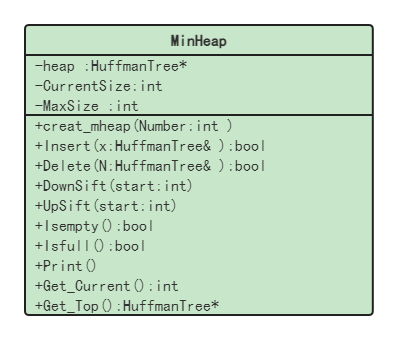 MinHeap
-heap :HuffmanTree*
-CurrentSize:int
-MaxSize :int
+creat_mheap(Number:int )
+Insert(x:HuffmanTree& ):bool
+Delete(N:HuffmanTree& ):bool
+DownSift(start:int)
+UpSift(start:int)
+Isempty():bool
+Isfull():bool
+Print()
+Get_Current():int
+Get_Top():HuffmanTree*